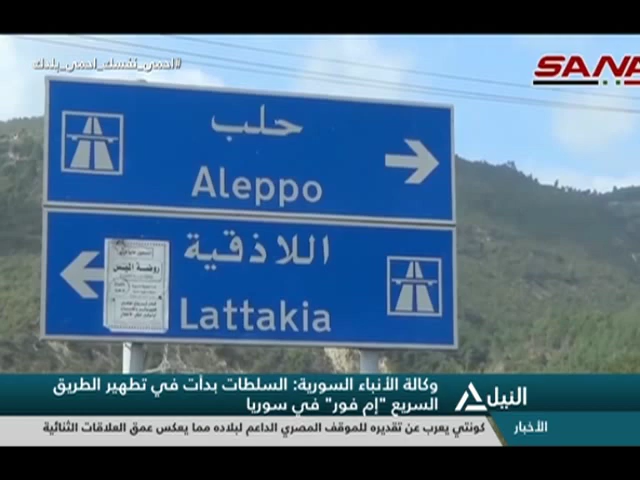 #احمي_نفسك_احمي_بلدك
SANA
حلب
Aleppo
اللاذقية
روضة الميس
Lattakia
وكالة الأنباء السورية: السلطات بدأت في تطهير الطريق
السريع "إم فور" في سوريا
النيل
كونتي يعرب عن تقديره للموقف المصري الداعم لبلاده مما يعكس عمق العلاقات الثنائية
الأخبار